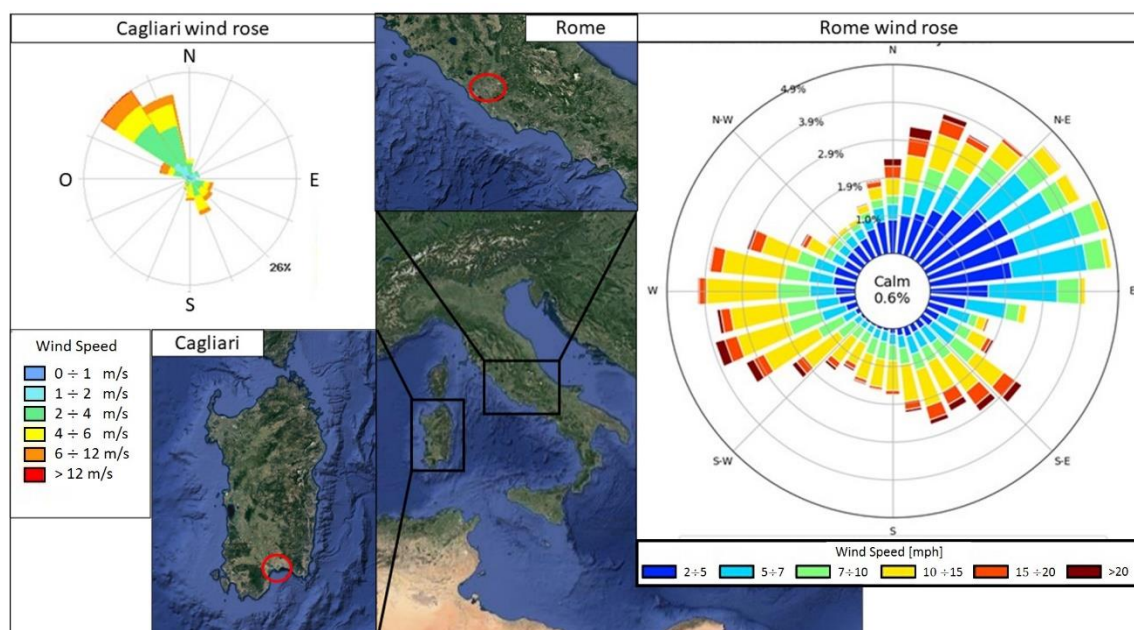 Cagliari wind rose
N
O
E
S
26%
Wind Speed
0 ÷ 1 m/s
1 ÷ 2 m/s
2 ÷ 4 m/s
4 ÷ 6 m/s
6 ÷ 12 m/s
> 12 m/s
Cagliari
Rome
Rome wind rose
N
N-W
N-E
4.9%
3.9%
2.9%
1.9%
1.0%
Calm
0.6%
W
E
S-W
S-E
S
Wind Speed [mph]
2÷5
5÷7
7÷10
10 ÷15
15 ÷20
>20